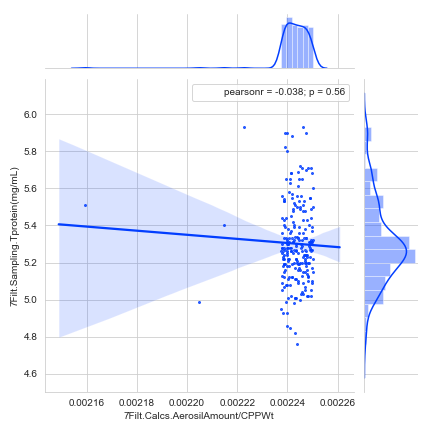 pearsonr = -0.038; p = 0.56
6.0
5.8
5.6
5.4
5.2
5.0
4.8
4.6
7Filt.Sampling.Tprotein(mg/mL)
0.00216 0.00218 0.00220 0.00222 0.00224 0.00226
7Filt.Calcs.AerosilAmount/CPPWt